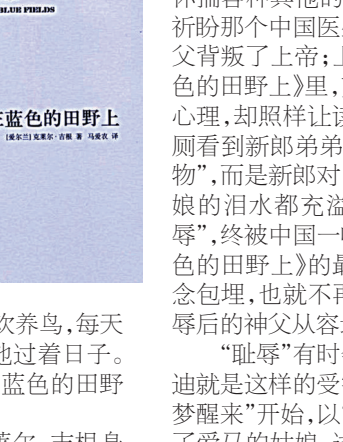 BLUE FIELDS
在蓝色的田野上
[爱尔兰]克莱尔·吉根 著 马爱农 译
欢养鸟,每天
他过着日子。
蓝色的田野
莱尔·吉根身
怀揣各种其他的
祈盼那个中国医
父背叛了上帝;上
色的田野上》里,
心理,却照样让读
厕看到新郎弟弟
物”,而是新郎对
娘的泪水都充溢
辱”,终被中国一
色的田野上》的最
念包埋,也就不再
辱后的神父从容
“耻辱”有时
迪就是这样的受
梦醒来”开始,以
了爱马的姑娘